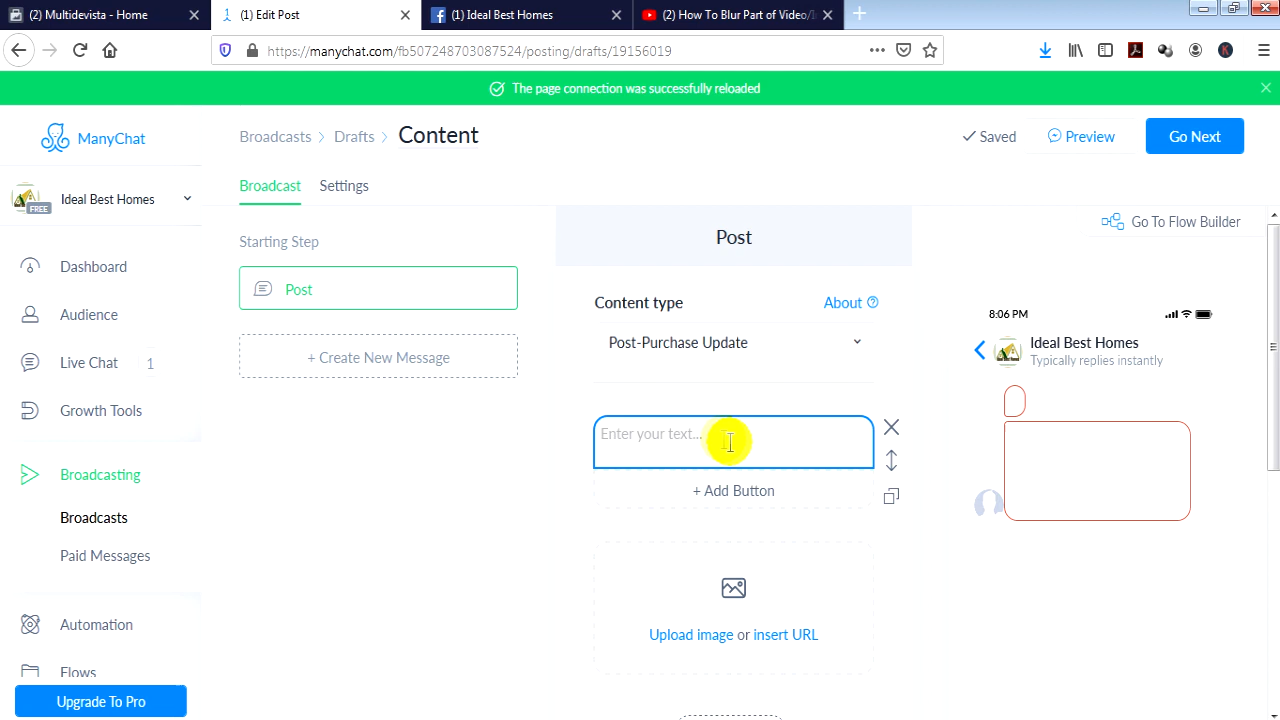 (2) Multidevista - Home
(1) Edit Post
(1) Ideal Best Homes
(2) How To Blur Part of Video/I
https://manychat.com/fb507248703087524/posting/drafts/19156019
K
The page connection was successfully reloaded
ManyChat
Broadcasts
Drafts
Content
Saved
Preview
Go Next
Ideal Best Homes
FREE
Broadcast
Settings
Go To Flow Builder
Starting Step
Post
Post
Content type
About
Post-Purchase Update
+ Create New Message
Enter your text...
+ Add Button
Upload image or insert URL
8:06 PM
Ideal Best Homes
Typically replies instantly
Dashboard
Audience
Live Chat
1
Growth Tools
Broadcasting
Broadcasts
Paid Messages
Automation
Flows
Upgrade To Pro